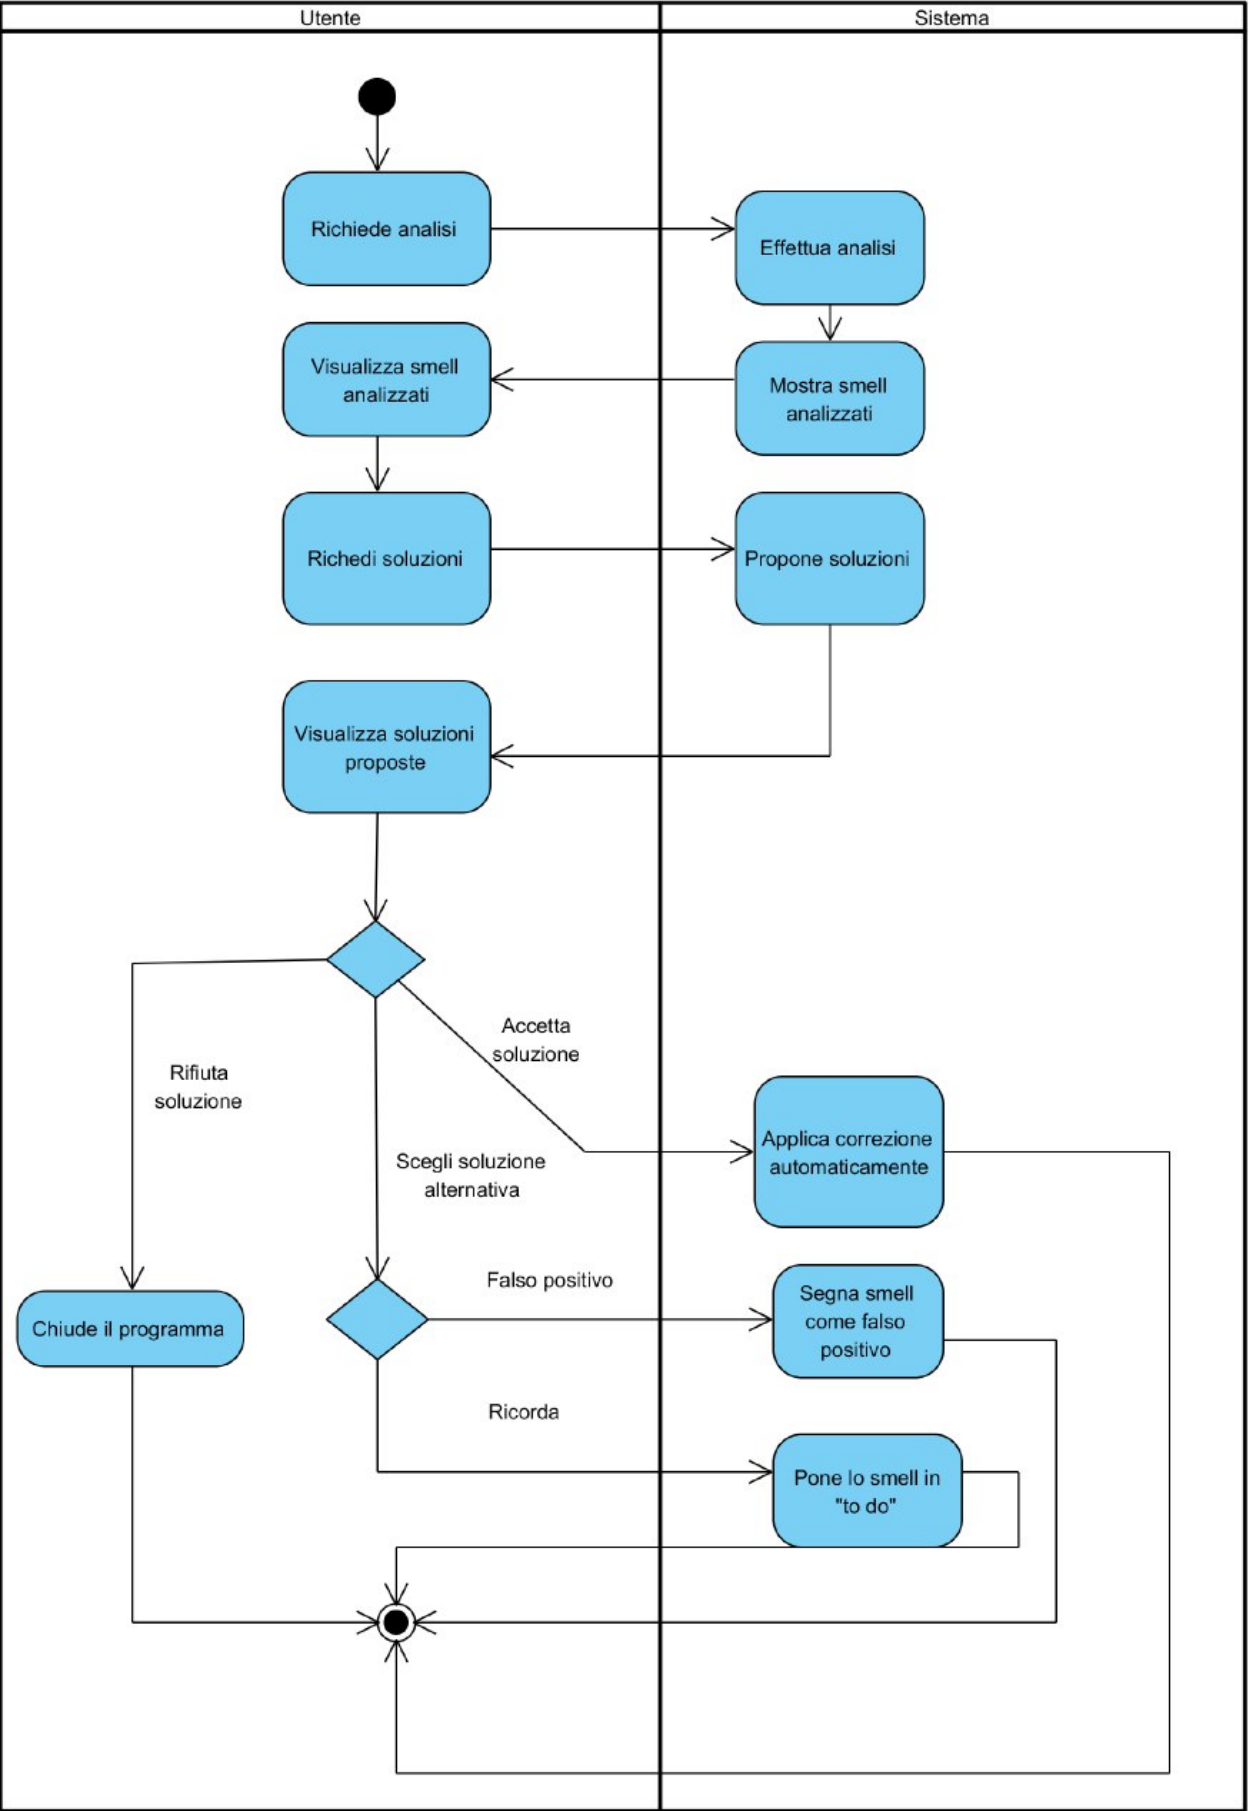 Utente
Sistema
Richiede analisi
Effettua analisi
Visualizza smell
analizzati
Mostra smell
analizzati
Richedi soluzioni
Propone soluzioni
Visualizza soluzioni
proposte
Accetta
soluzione
Rifiuta
soluzione
Scegli soluzione
alternativa
Applica correzione
automaticamente
Falso positivo
Segna smell
come falso
positivo
Chiude il programma
Ricorda
Pone lo smell in
"to do"